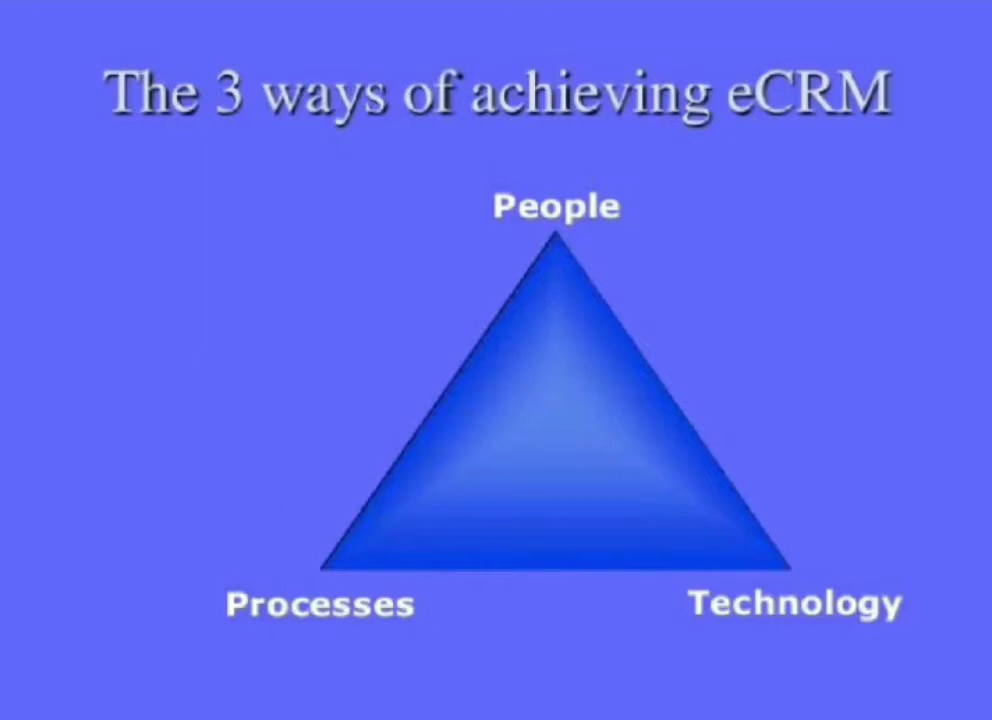 The 3 ways of achieving eCRM
People
Processes
Technology